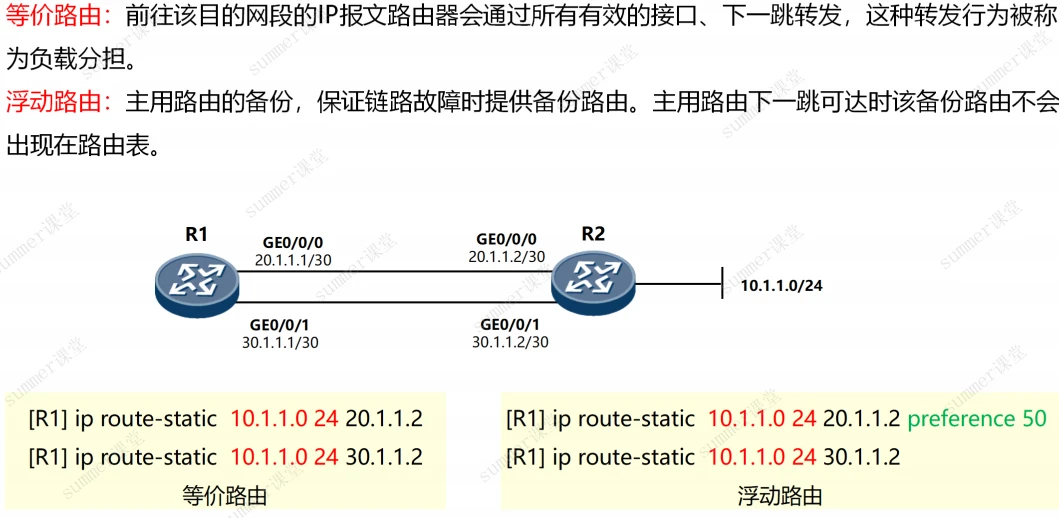 等价路由：前往该目的网段的IP报文路由器会通过所有有效的接口、下一跳转发，这种转发行为被称
为负载分担。
浮动路由：主用路由的备份，保证链路故障时提供备份路由。主用路由下一跳可达时该备份路由不会
出现在路由表。
R1
GE0/0/0
20.1.1.1/30
GE0/0/0
20.1.1.2/30
R2
10.1.1.0/24
GE0/0/1
30.1.1.1/30
GE0/0/1
30.1.1.2/30
[R1] ip route-static 10.1.1.0 24 20.1.1.2
[R1] ip route-static 10.1.1.0 24 30.1.1.2
等价路由
[R1] ip route-static 10.1.1.0 24 20.1.1.2 preference 50
[R1] ip route-static 10.1.1.0 24 30.1.1.2
浮动路由
summer课堂